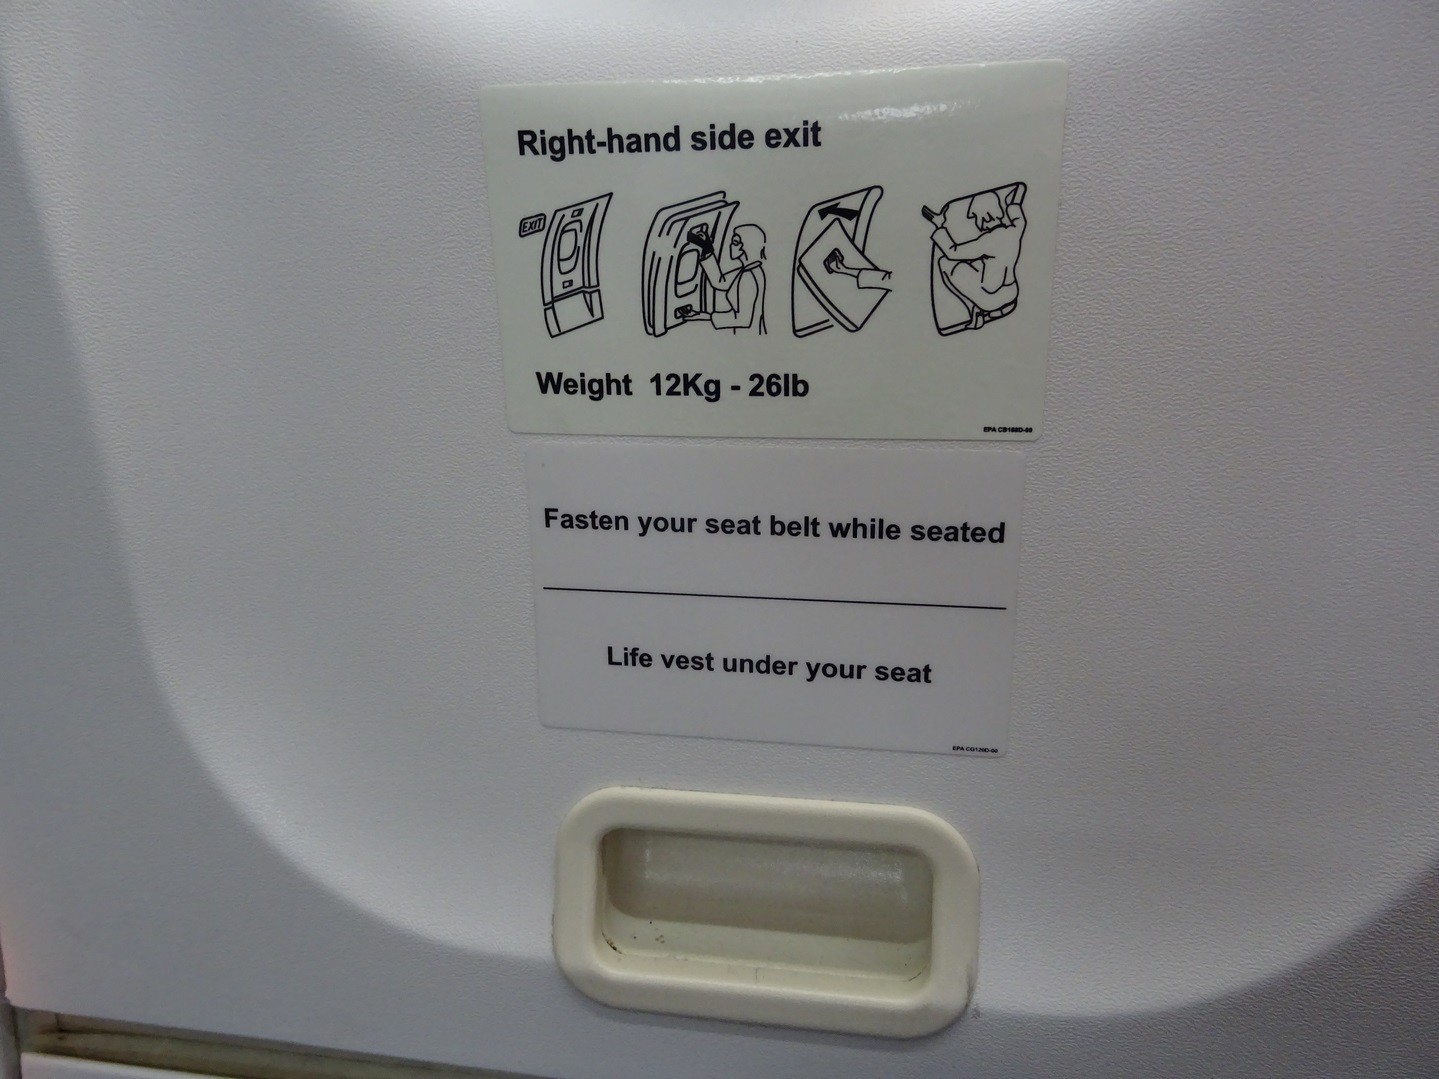 Right-hand side exit
EXIT
Weight 12Kg - 26lb
Fasten your seat belt while seated
Life vest under your seat